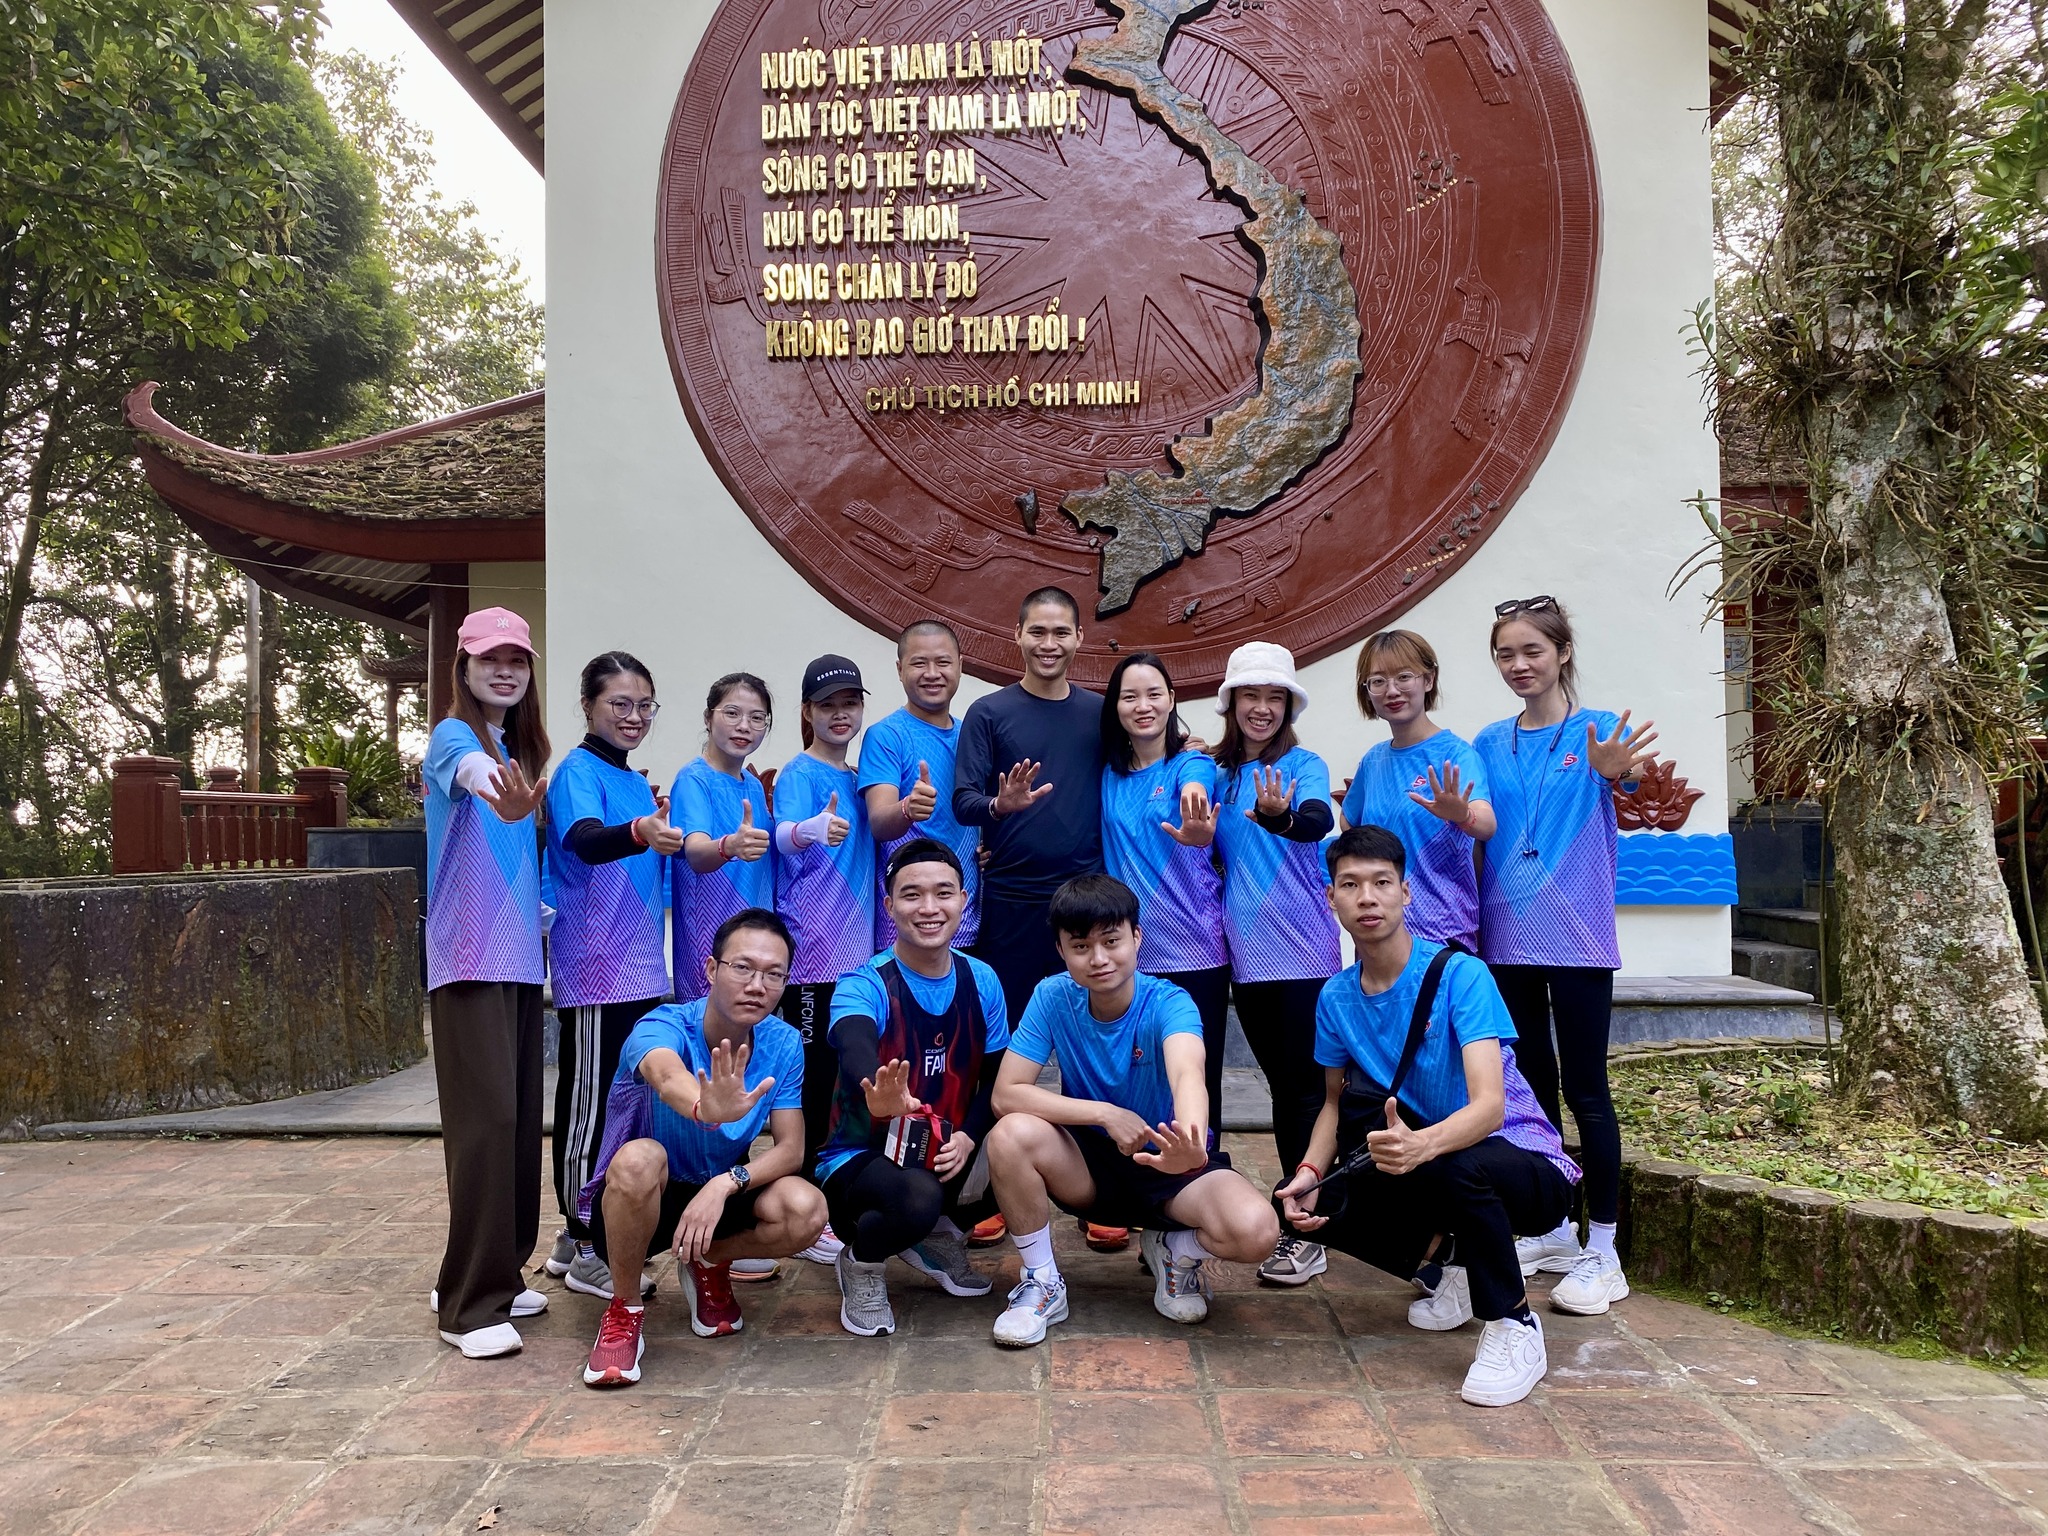 NƯỚC VIỆT NAM LÀ MỘT,
DÂN TỘC VIỆT NAM LÀ MỘT,
SÔNG CÓ THỂ CẠN,
NÚI CÓ THỂ MÒN,
SONG CHÂN LÝ ĐÓ
KHÔNG BAO GIỜ THAY ĐỔI!
CHỦ TỊCH HỒ CHÍ MINH
ESSENTIALS
POTENTIAL